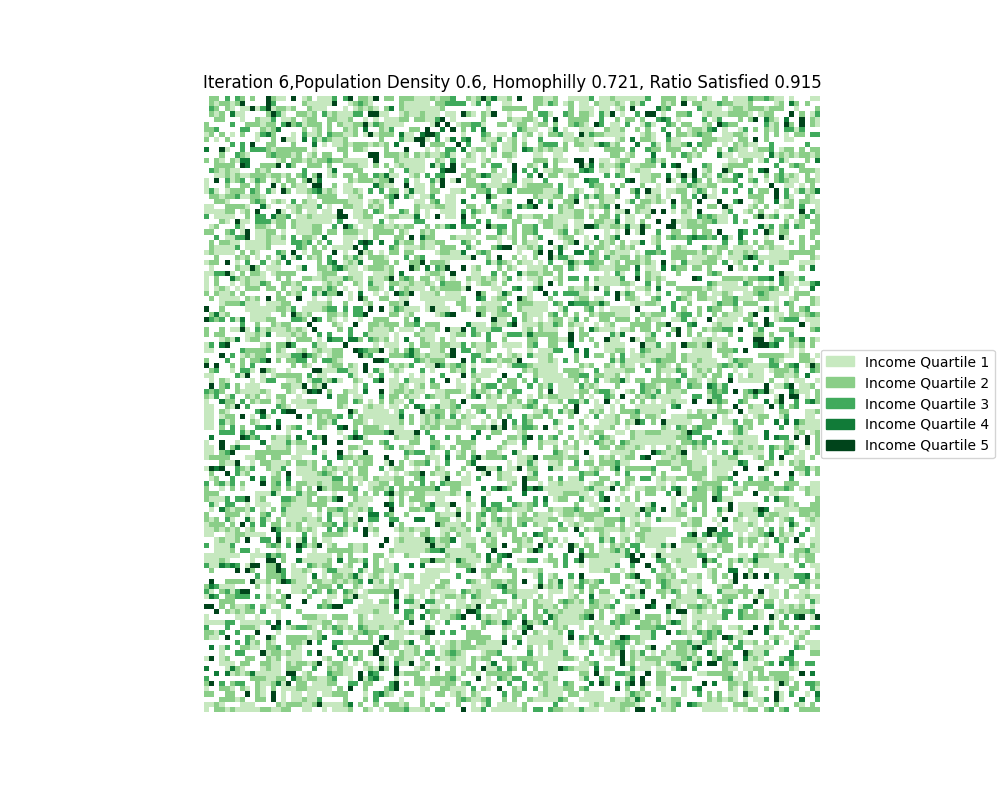 Iteration 6,Population Density 0.6, Homophilly 0.721, Ratio Satisfied 0.915
Income Quartile 1
Income Quartile 2
Income Quartile 3
Income Quartile 4
Income Quartile 5